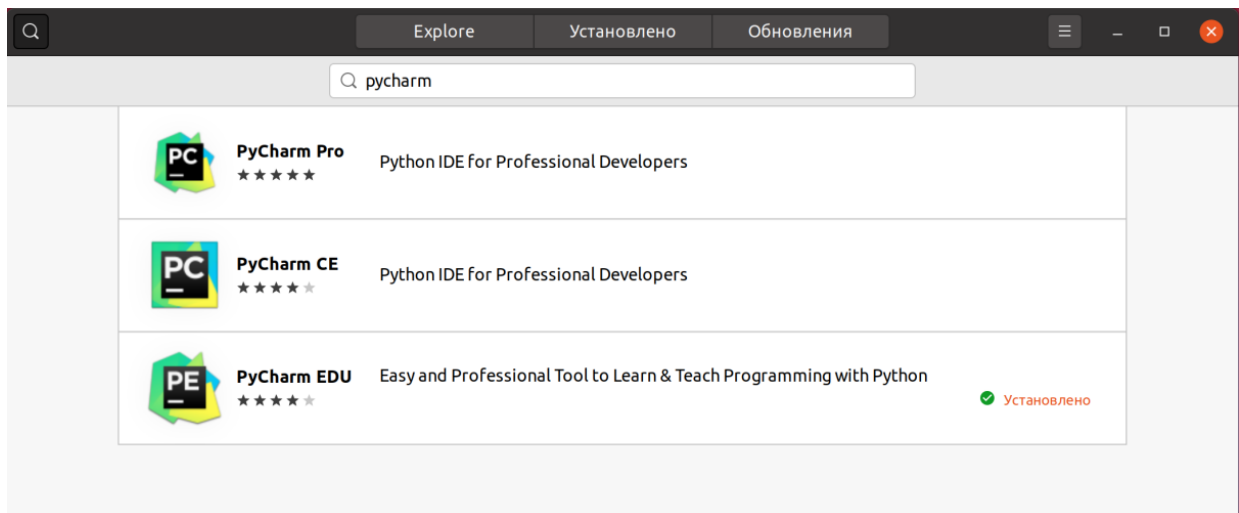 Explore Установлено Обновления
pycharm
PC
PyCharm Pro
Python IDE for Professional Developers
PC
PyCharm CE
Python IDE for Professional Developers
PE
PyCharm EDU
Easy and Professional Tool to Learn & Teach Programming with Python
Установлено